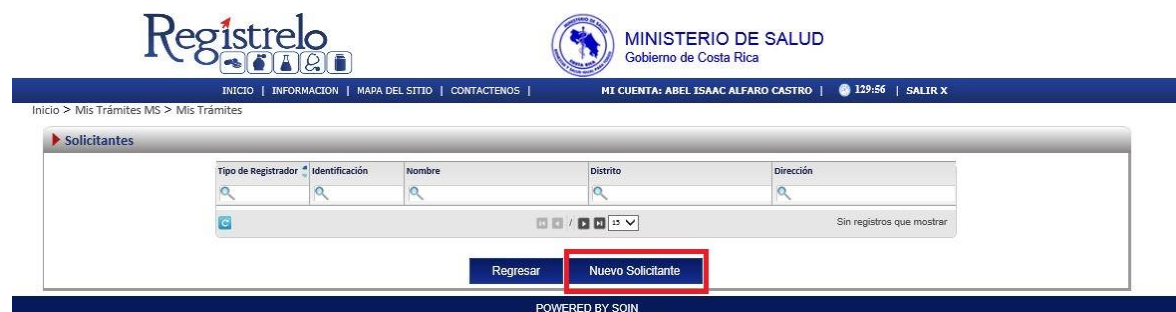 Regístrelo
MINISTERIO DE SALUD
Gobierno de Costa Rica
INICIO | INFORMACION | MAPA DEL SITIO | CONTACTENOS | MI CUENTA: ABEL ISAAC ALFARO CASTRO | 129:56 | SALIR X
Inicio > Mis Trámites MS > Mis Trámites
Solicitantes
Tipo de Registrador Identificación Nombre Distrito Dirección
/ 15 Sin registros que mostrar
Regresar Nuevo Solicitante
POWERED BY SOIN